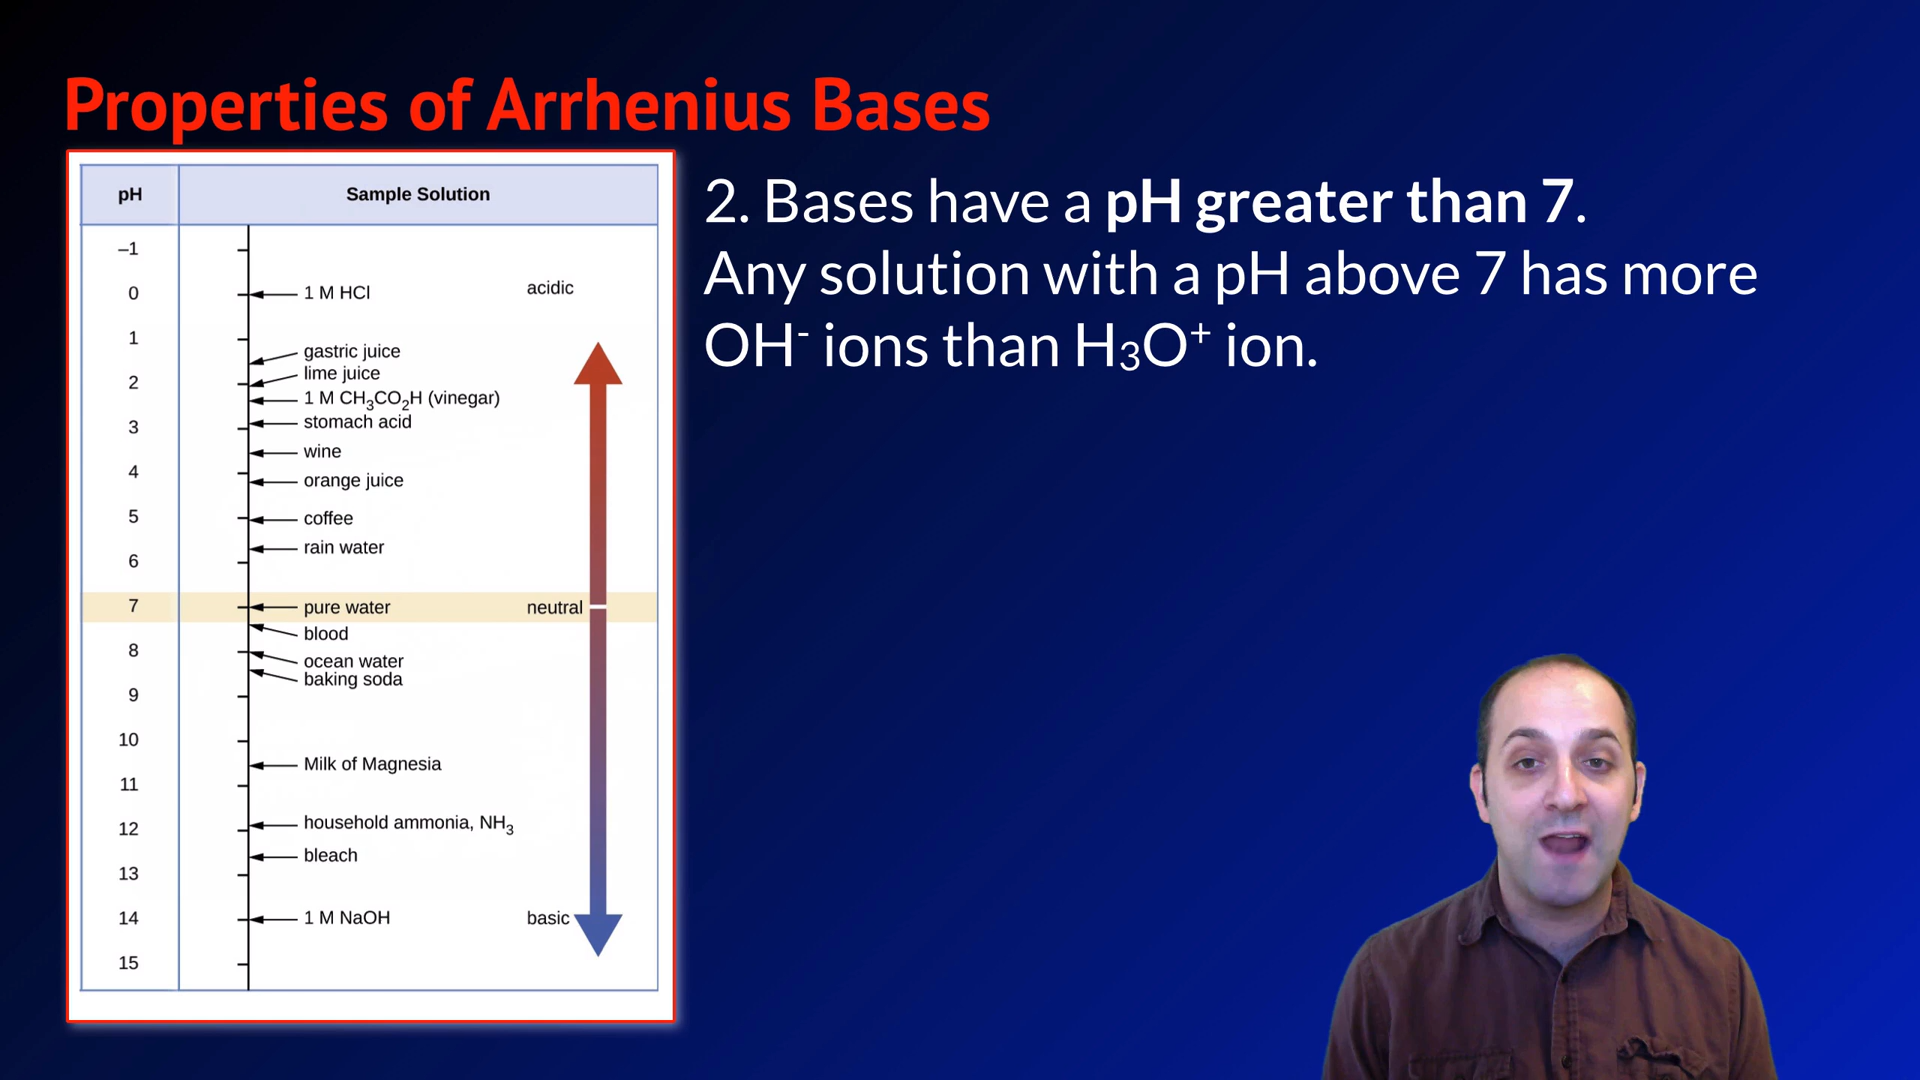 Properties of Arrhenius Bases
pH Sample Solution
–1
0 1 M HCl acidic
1
gastric juice
2 lime juice
1 M CH₃CO₂H (vinegar)
3 stomach acid
wine
4 orange juice
5 coffee
rain water
6
7 pure water neutral
blood
8 ocean water
baking soda
9
10
Milk of Magnesia
11
12 household ammonia, NH₃
bleach
13
14 1 M NaOH basic
15
2. Bases have a pH greater than 7.
Any solution with a pH above 7 has more
OH⁻ ions than H₃O⁺ ion.